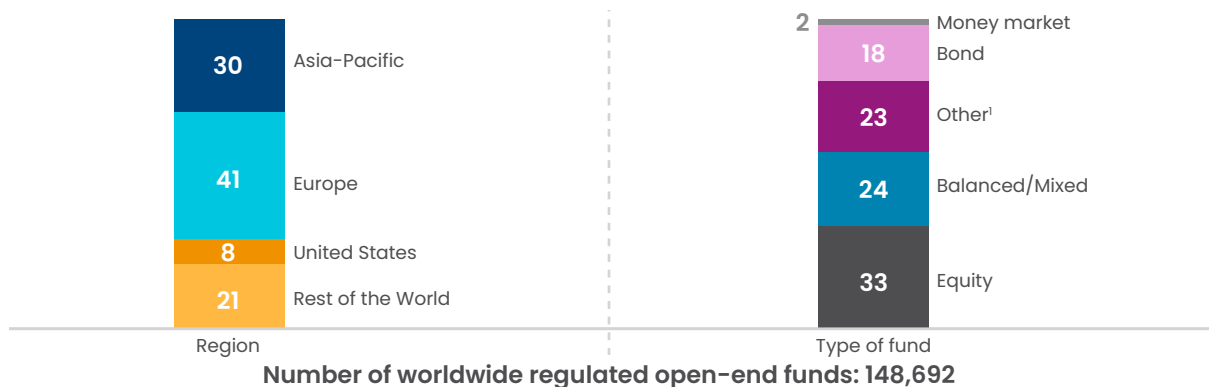 30 Asia-Pacific
41 Europe
8 United States
21 Rest of the World
Region
2 Money market
18 Bond
23 Other¹
24 Balanced/Mixed
33 Equity
Type of fund
Number of worldwide regulated open-end funds: 148,692